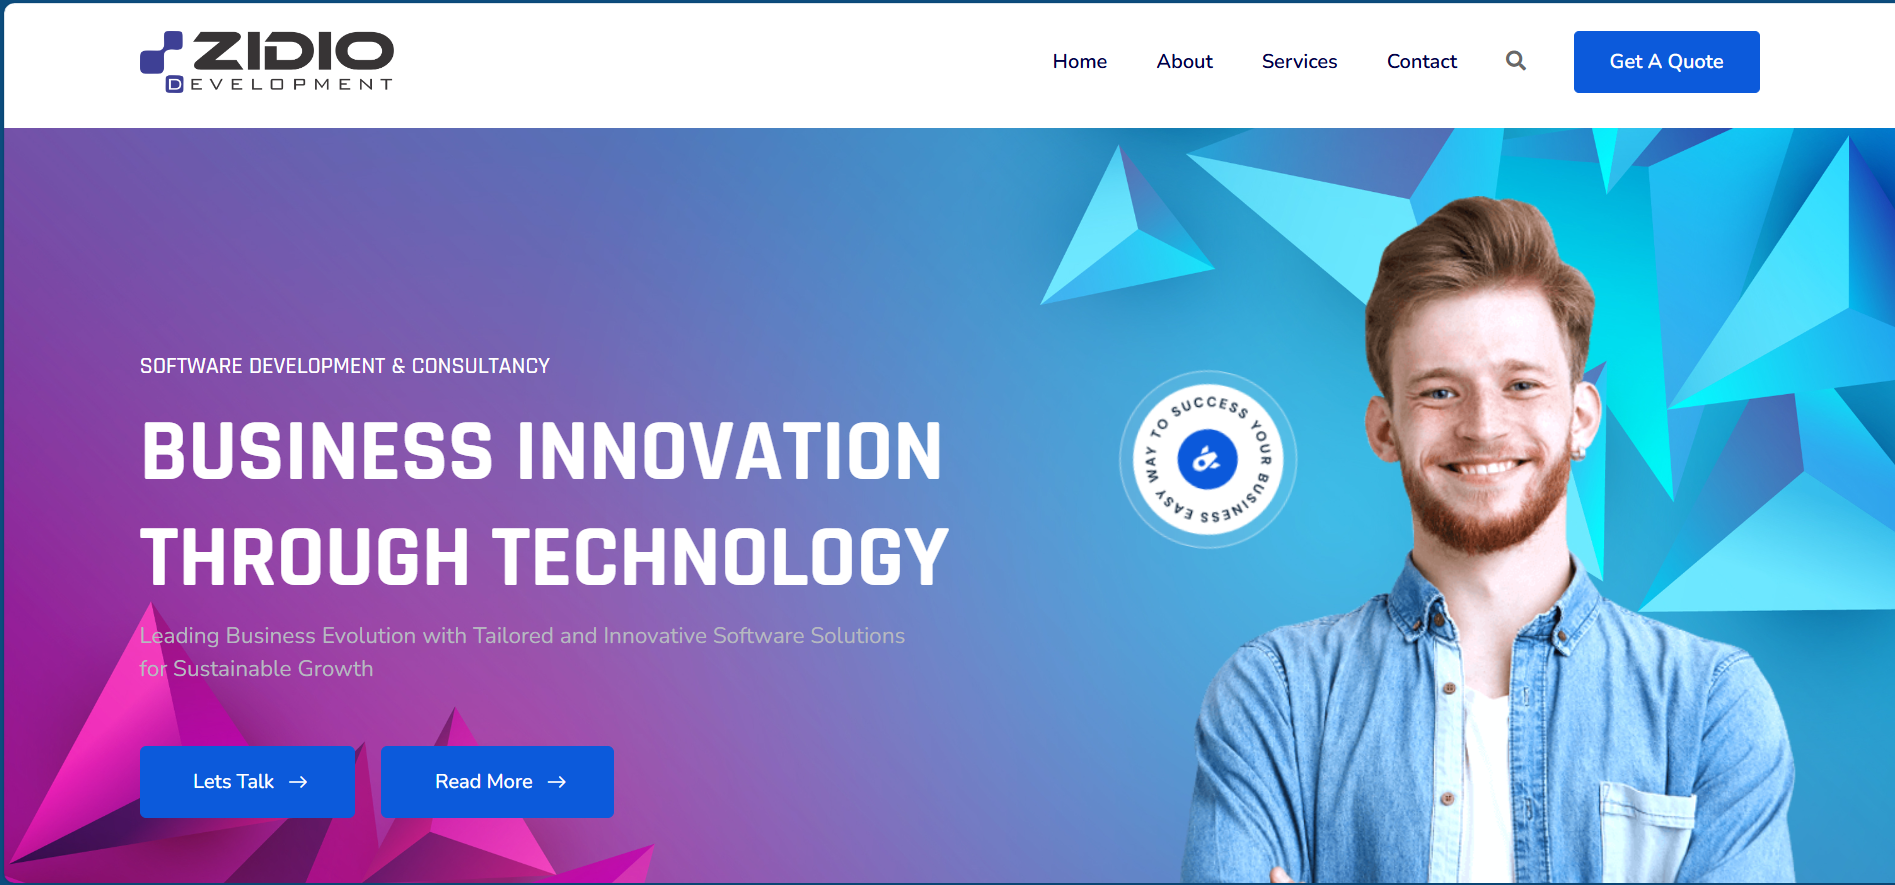 ZIDIO
DEVELOPMENT
Home About Services Contact Get A Quote
SOFTWARE DEVELOPMENT & CONSULTANCY
BUSINESS INNOVATION
THROUGH TECHNOLOGY
Leading Business Evolution with Tailored and Innovative Software Solutions
for Sustainable Growth
Lets Talk → Read More →
EASY WAY TO SUCCESS YOUR BUSINESS